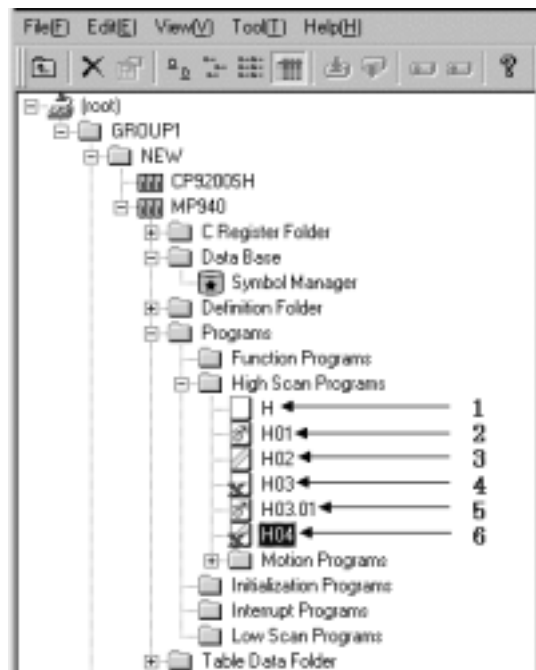 File(F) Edit(E) View(V) Tool(T) Help(H)
(root)
GROUP1
NEW
CP9200SH
MP940
C Register Folder
Data Base
Symbol Manager
Definition Folder
Programs
Function Programs
High Scan Programs
H 1
H01 2
H02 3
H03 4
H03.01 5
H04 6
Motion Programs
Initialization Programs
Interrupt Programs
Low Scan Programs
Table Data Folder